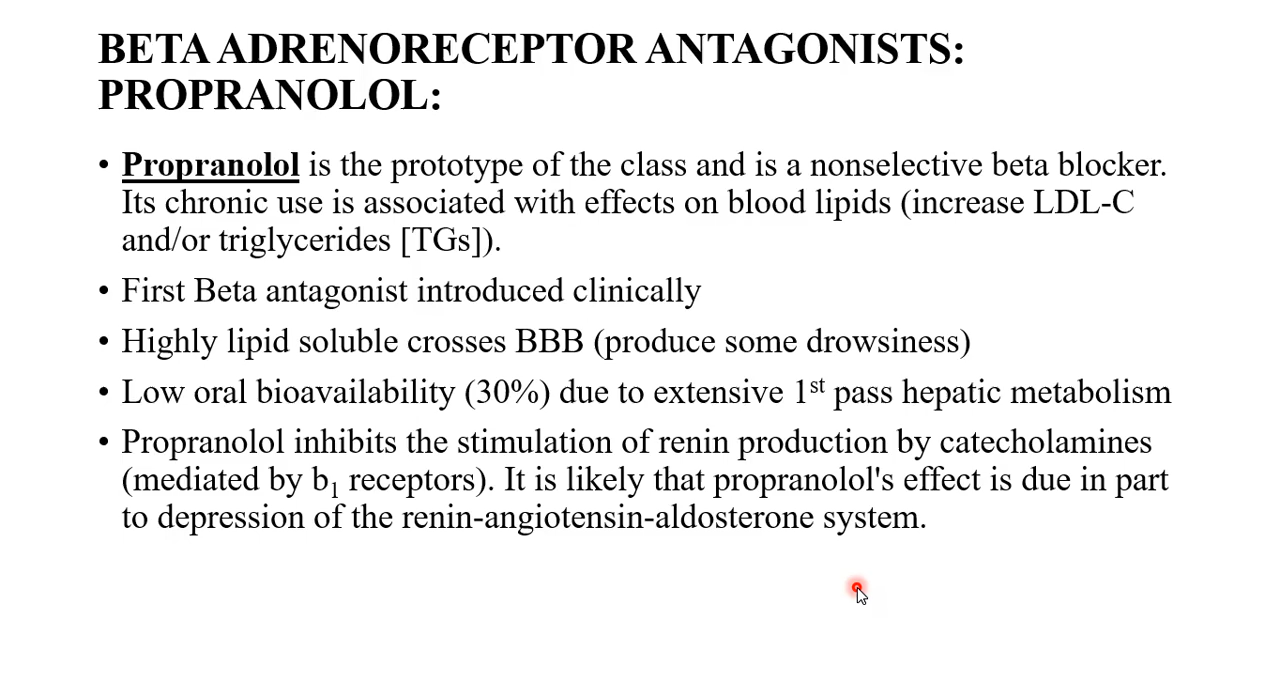 BETA ADRENORECEPTOR ANTAGONISTS:
PROPRANOLOL:
• Propranolol is the prototype of the class and is a nonselective beta blocker.
Its chronic use is associated with effects on blood lipids (increase LDL-C
and/or triglycerides [TGs]).
• First Beta antagonist introduced clinically
• Highly lipid soluble crosses BBB (produce some drowsiness)
• Low oral bioavailability (30%) due to extensive 1st pass hepatic metabolism
• Propranolol inhibits the stimulation of renin production by catecholamines
(mediated by b1 receptors). It is likely that propranolol's effect is due in part
to depression of the renin-angiotensin-aldosterone system.